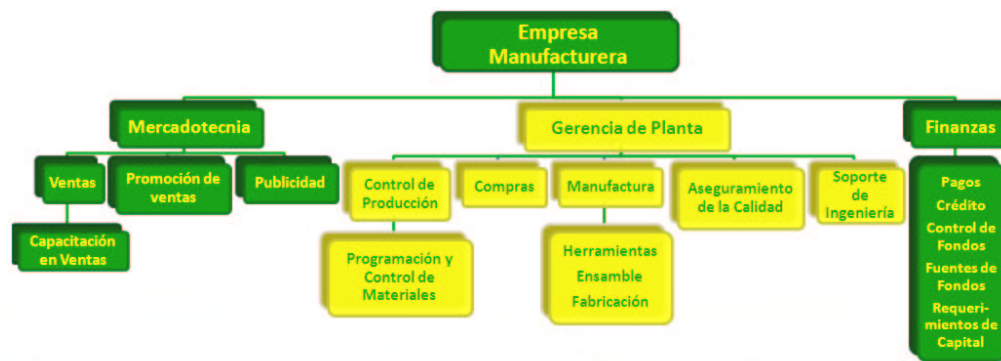 Empresa
Manufacturera
Mercadotecnia
Gerencia de Planta
Finanzas
Ventas
Promoción de
ventas
Publicidad
Control de
Producción
Compras
Manufactura
Aseguramiento
de la Calidad
Soporte
de
Ingeniería
Capacitación
en Ventas
Programación y
Control de
Materiales
Herramientas
Ensamble
Fabricación
Pagos
Crédito
Control de
Fondos
Fuentes de
Fondos
Requeri-
mientos de
Capital